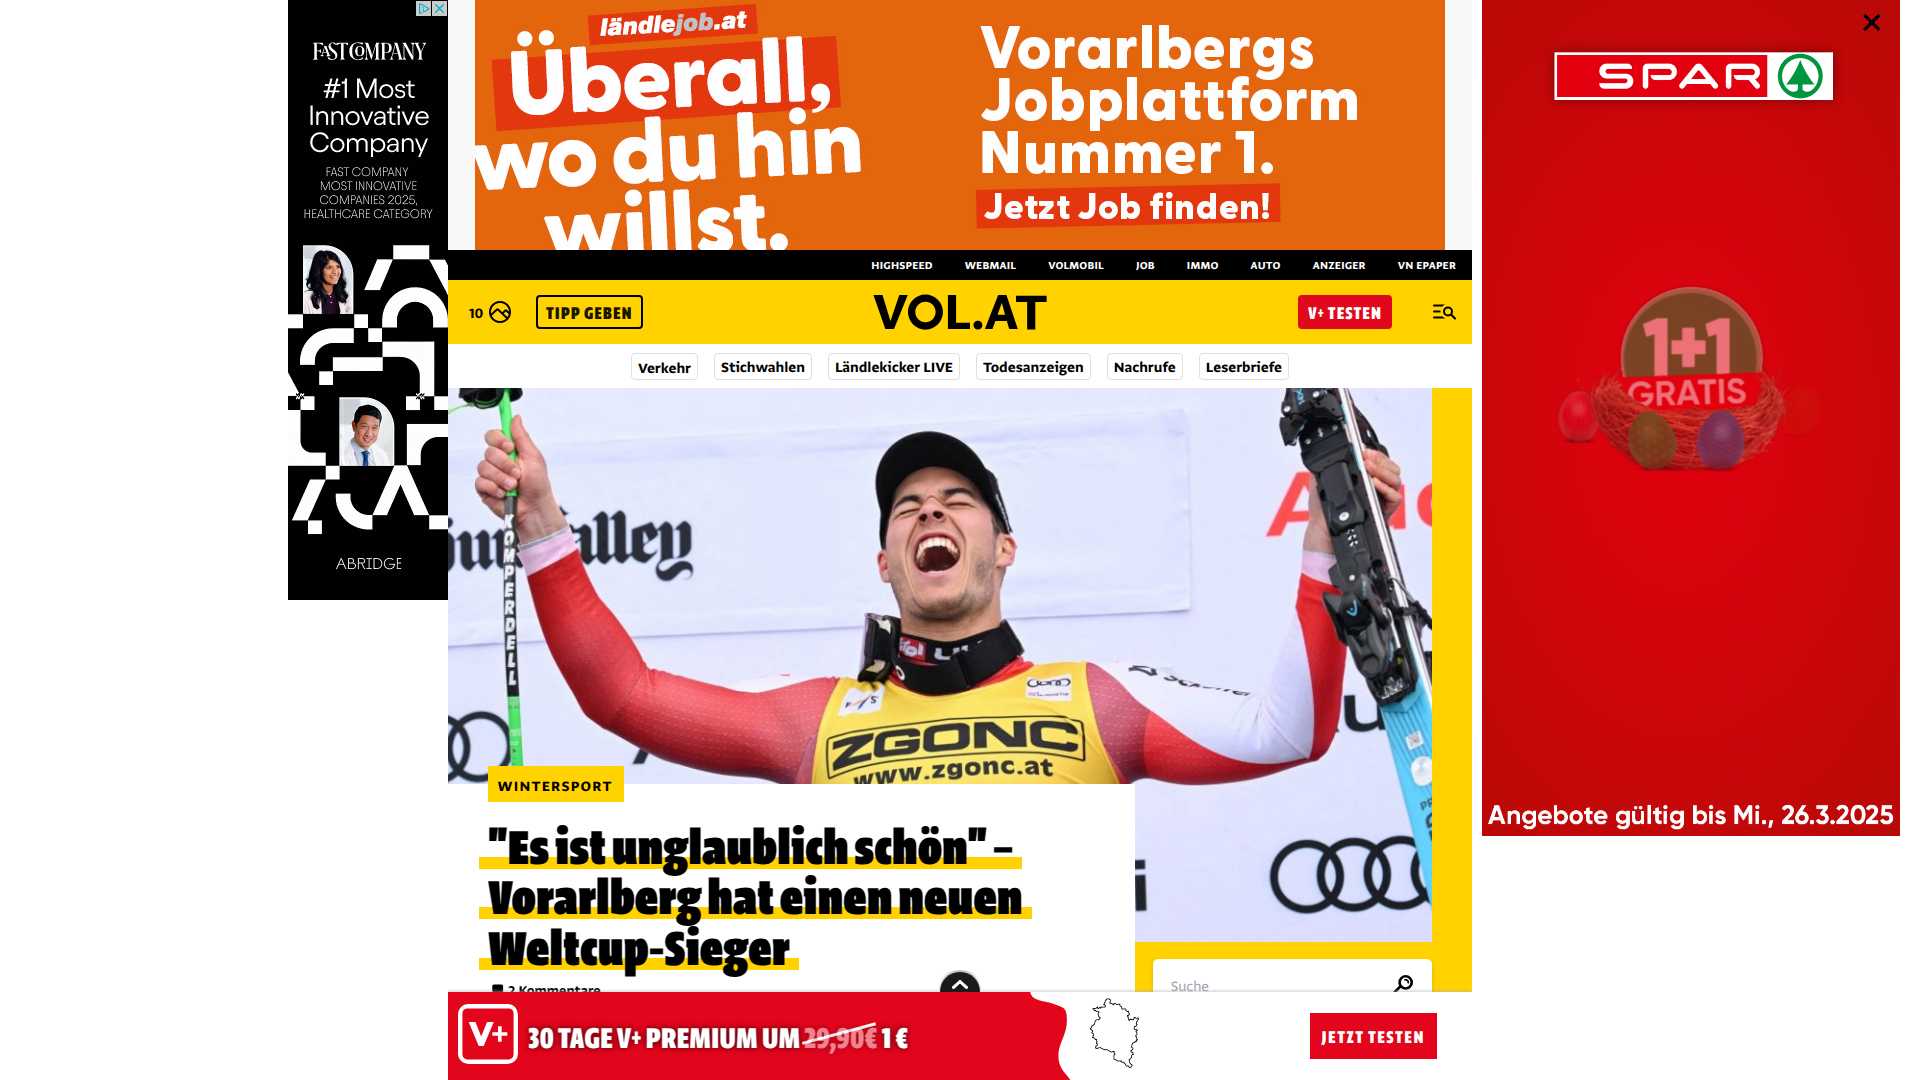 FAST COMPANY
#1 Most
Innovative
Company
FAST COMPANY
MOST INNOVATIVE
COMPANIES 2025,
HEALTHCARE CATEGORY
ABRIDGE
ländlejob.at
Überall,
wo du hin
willst.
Vorarlbergs
Jobplattform
Nummer 1.
Jetzt Job finden!
SPAR
1+1
GRATIS
Angebote gültig bis Mi., 26.3.2025
HIGHSPEED WEBMAIL VOLMOBIL JOB IMMO AUTO ANZEIGER VN EPAPER
10 TIPP GEBEN VOL.AT V+ TESTEN
Verkehr Stichwahlen Ländlekicker LIVE Todesanzeigen Nachrufe Leserbriefe
KOMPERDELL
ZGONC
www.zgonc.at
WINTERSPORT
"Es ist unglaublich schön" –
Vorarlberg hat einen neuen
Weltcup-Sieger
2 Kommentare
Suche
V+ 30 TAGE V+ PREMIUM UM 29,90€ 1 €
JETZT TESTEN